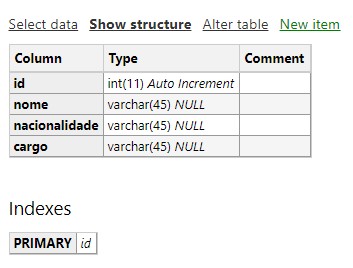 Select data Show structure Alter table New item
Column Type Comment
id int(11) Auto Increment
nome varchar(45) NULL
nacionalidade varchar(45) NULL
cargo varchar(45) NULL
Indexes
PRIMARY id